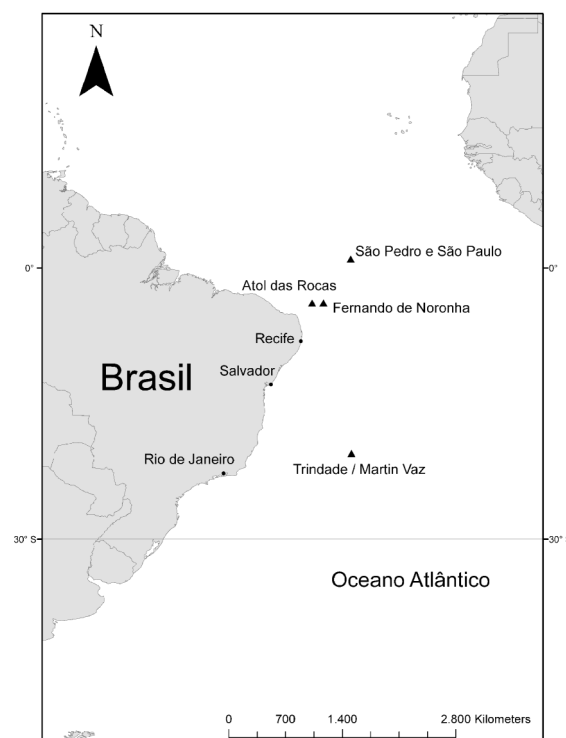 N
São Pedro e São Paulo
0°
0°
Atol das Rocas
Fernando de Noronha
Recife
Brasil
Salvador
Rio de Janeiro
Trindade / Martin Vaz
30° S
30°
Oceano Atlântico
0 700 1.400 2.800 Kilometers